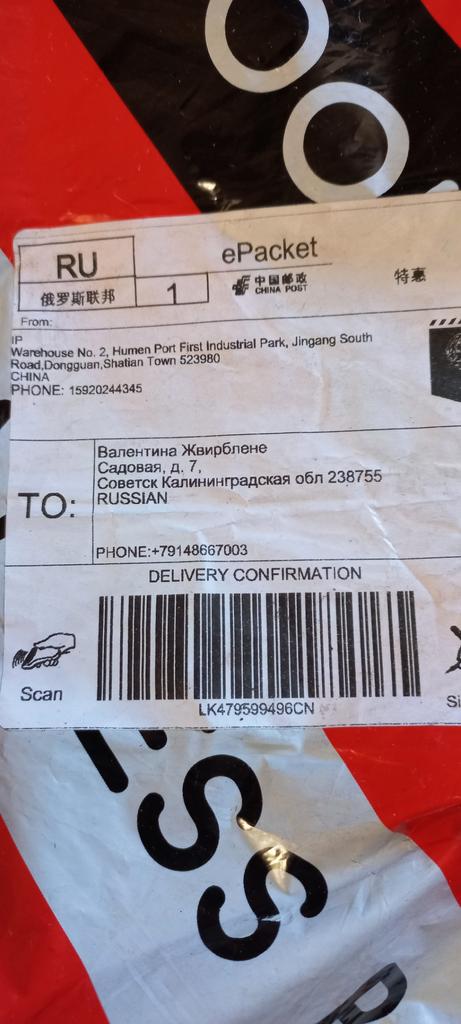 RU
俄罗斯联邦
1
ePacket
中国邮政
CHINA POST
特惠
From:
IP
Warehouse No. 2, Humen Port First Industrial Park, Jingang South
Road,Dongguan,Shatian Town 523980
CHINA
PHONE: 15920244345
TO:
Валентина Жвирблене
Садовая, д. 7,
Советск Калининградская обл 238755
RUSSIAN
PHONE:+79148667003
DELIVERY CONFIRMATION
Scan
LK479599496CN